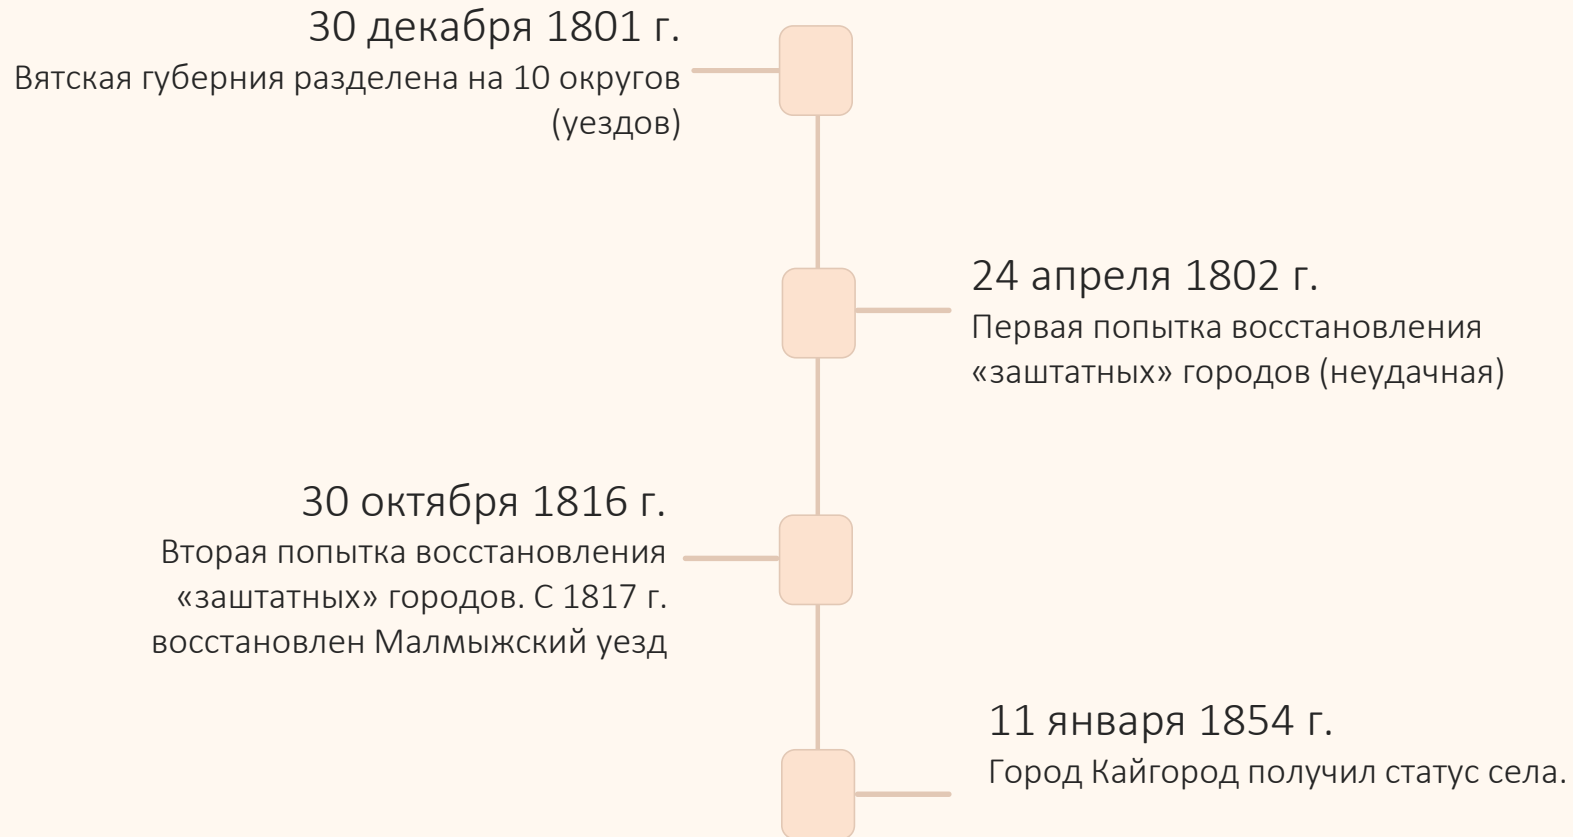 30 декабря 1801 г.
Вятская губерния разделена на 10 округов
(уездов)
24 апреля 1802 г.
Первая попытка восстановления
«заштатных» городов (неудачная)
30 октября 1816 г.
Вторая попытка восстановления
«заштатных» городов. С 1817 г.
восстановлен Малмыжский уезд
11 января 1854 г.
Город Кайгород получил статус села.